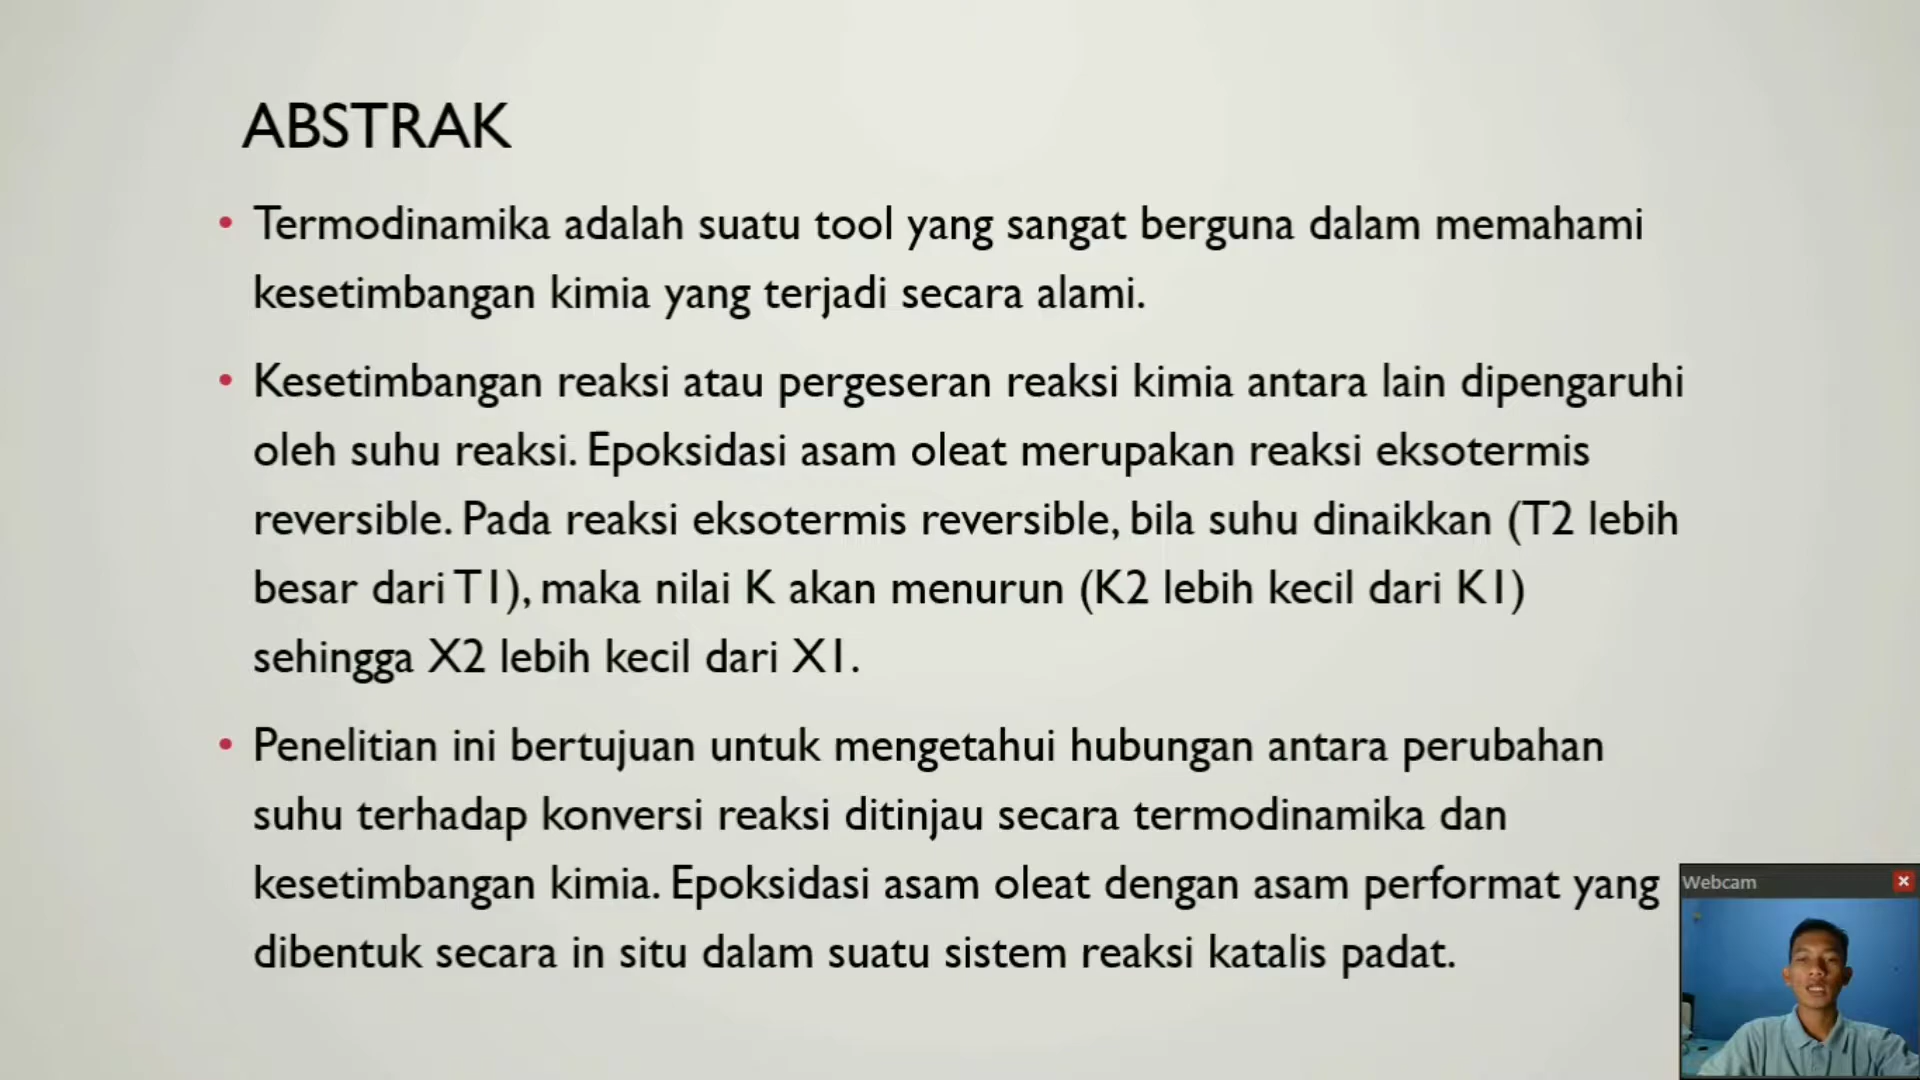 ABSTRAK
• Termodinamika adalah suatu tool yang sangat berguna dalam memahami
kesetimbangan kimia yang terjadi secara alami.
• Kesetimbangan reaksi atau pergeseran reaksi kimia antara lain dipengaruhi
oleh suhu reaksi. Epoksidasi asam oleat merupakan reaksi eksotermis
reversible. Pada reaksi eksotermis reversible, bila suhu dinaikkan (T2 lebih
besar dari T1), maka nilai K akan menurun (K2 lebih kecil dari K1)
sehingga X2 lebih kecil dari X1.
• Penelitian ini bertujuan untuk mengetahui hubungan antara perubahan
suhu terhadap konversi reaksi ditinjau secara termodinamika dan
kesetimbangan kimia. Epoksidasi asam oleat dengan asam performat yang
dibentuk secara in situ dalam suatu sistem reaksi katalis padat.
Webcam